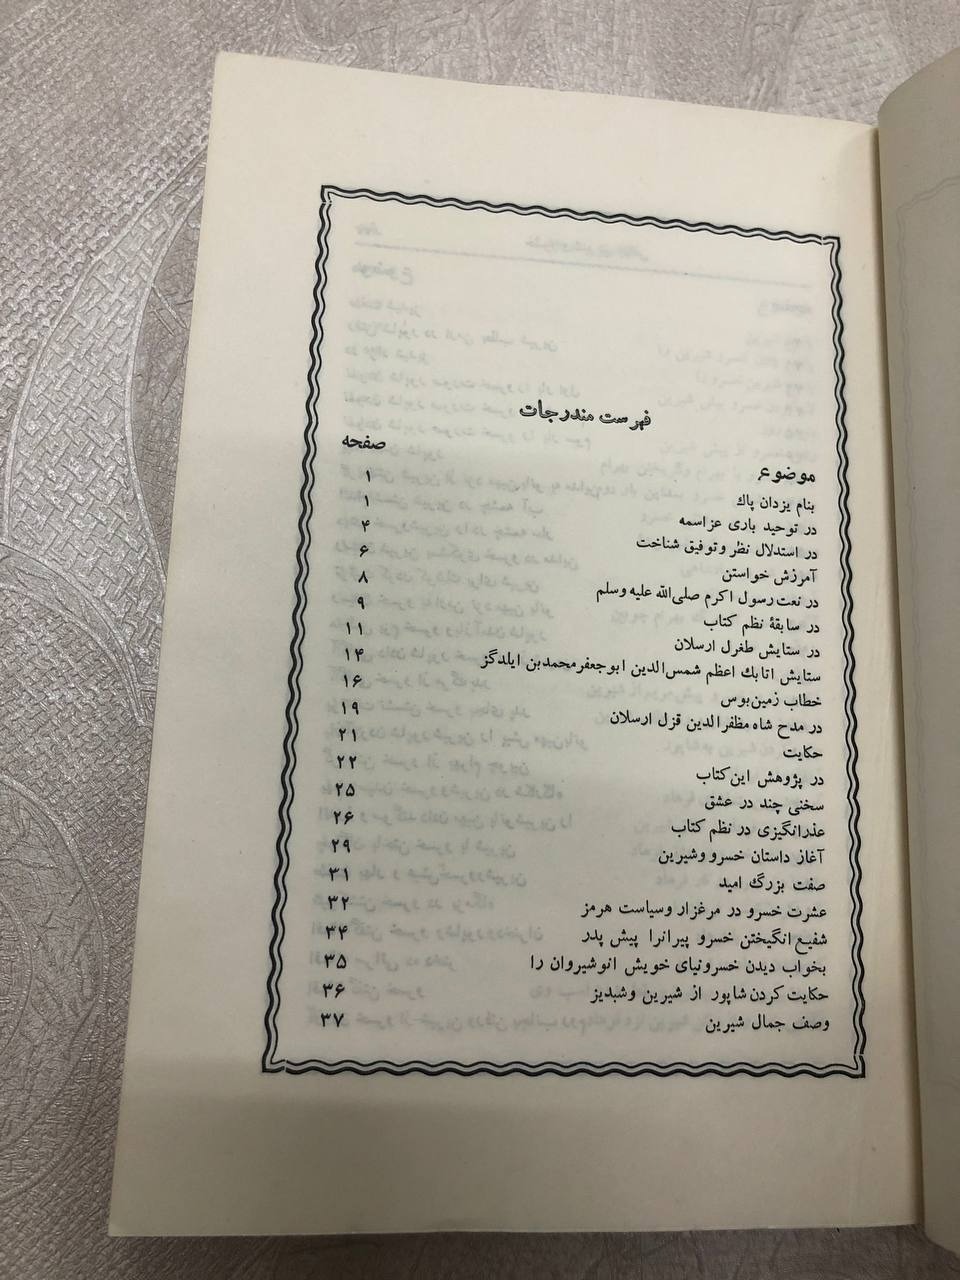 فهرست مندرجات
موضوع صفحه
بنام یزدان پاك ۱
در توحید باری عزاسمه ۱
در استدلال نظر و توفیق شناخت ۴
آمرزش خواستن ۶
در نعت رسول اکرم صلی‌الله علیه وسلم ۸
در سابقهٔ نظم کتاب ۹
در ستایش طغرل ارسلان ۱۱
ستایش اتابك اعظم شمس‌الدین ابوجعفر محمدبن ایلدگز ۱۴
خطاب زمین‌بوس ۱۶
در مدح شاه مظفرالدین قزل ارسلان ۱۹
حکایت ۲۱
در پژوهش این کتاب ۲۲
سخنی چند در عشق ۲۵
عذرانگیزی در نظم کتاب ۲۶
آغاز داستان خسرو وشیرین ۲۹
صفت بزرگ امید ۳۱
عشرت خسرو در مرغزار وسیاست هرمز ۳۲
شفیع انگیختن خسرو پیرانرا پیش پدر ۳۴
بخواب دیدن خسرونیای خویش انوشیروان را ۳۵
حکایت کردن شاپور از شیرین وشبدیز ۳۶
وصف جمال شیرین ۳۷